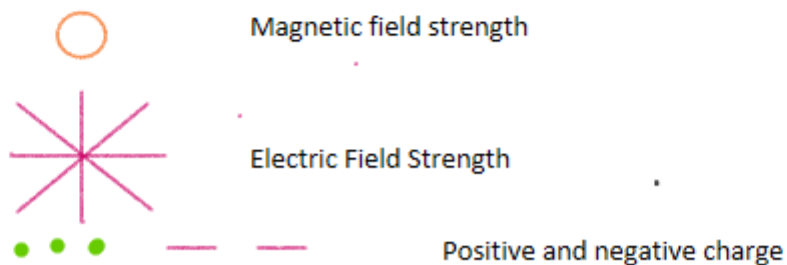 Magnetic field strength
Electric Field Strength
Positive and negative charge